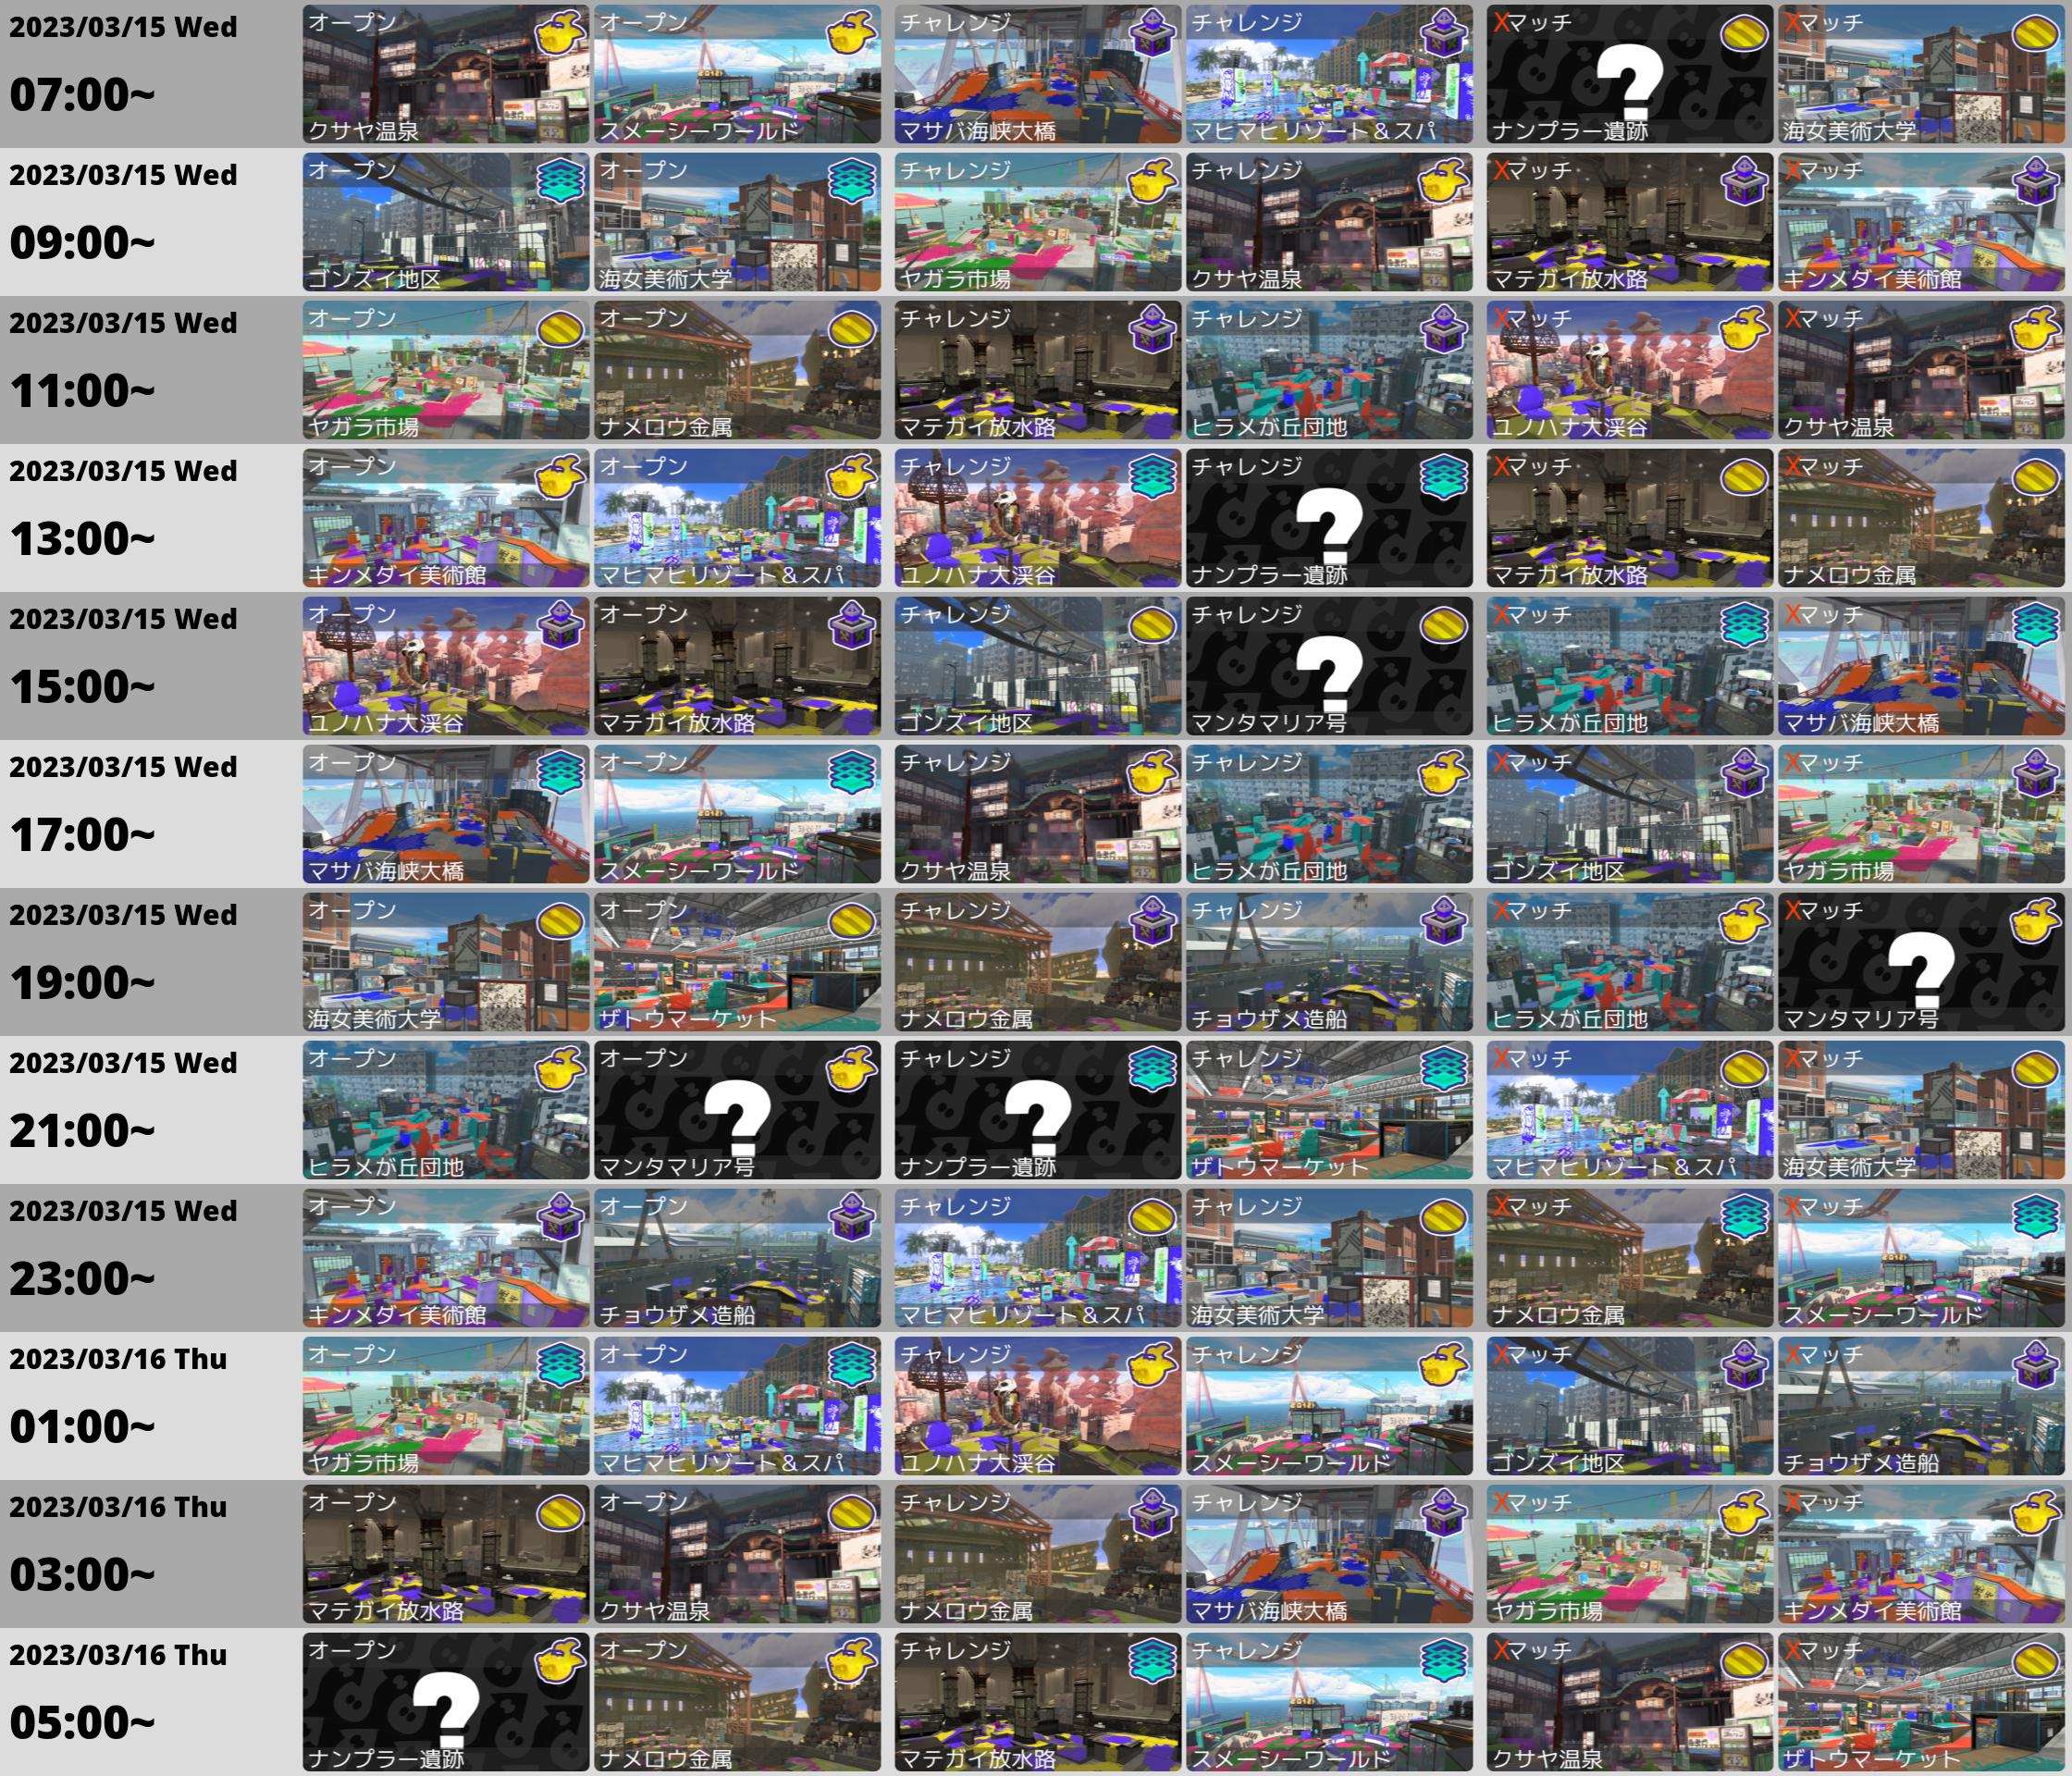 2023/03/15 Wed
07:00~
オープン
クサヤ温泉
オープン
スメーシーワールド
チャレンジ
マサバ海峡大橋
チャレンジ
マヒマヒリゾート＆スパ
Xマッチ
?
ナンプラー遺跡
Xマッチ
海女美術大学
2023/03/15 Wed
09:00~
オープン
ゴンズイ地区
オープン
海女美術大学
チャレンジ
ヤガラ市場
チャレンジ
クサヤ温泉
Xマッチ
マテガイ放水路
Xマッチ
キンメダイ美術館
2023/03/15 Wed
11:00~
オープン
ヤガラ市場
オープン
ナメロウ金属
チャレンジ
マテガイ放水路
チャレンジ
ヒラメが丘団地
Xマッチ
ユノハナ大渓谷
Xマッチ
クサヤ温泉
2023/03/15 Wed
13:00~
オープン
キンメダイ美術館
オープン
マヒマヒリゾート＆スパ
チャレンジ
ユノハナ大渓谷
チャレンジ
?
ナンプラー遺跡
Xマッチ
マテガイ放水路
Xマッチ
ナメロウ金属
2023/03/15 Wed
15:00~
オープン
ユノハナ大渓谷
オープン
マテガイ放水路
チャレンジ
ゴンズイ地区
チャレンジ
?
マンタマリア号
Xマッチ
ヒラメが丘団地
Xマッチ
マサバ海峡大橋
2023/03/15 Wed
17:00~
オープン
マサバ海峡大橋
オープン
スメーシーワールド
チャレンジ
クサヤ温泉
チャレンジ
ヒラメが丘団地
Xマッチ
ゴンズイ地区
Xマッチ
ヤガラ市場
2023/03/15 Wed
19:00~
オープン
海女美術大学
オープン
ザトウマーケット
チャレンジ
ナメロウ金属
チャレンジ
チョウザメ造船
Xマッチ
ヒラメが丘団地
Xマッチ
?
マンタマリア号
2023/03/15 Wed
21:00~
オープン
ヒラメが丘団地
オープン
?
マンタマリア号
チャレンジ
?
ナンプラー遺跡
チャレンジ
ザトウマーケット
Xマッチ
マヒマヒリゾート＆スパ
Xマッチ
海女美術大学
2023/03/15 Wed
23:00~
オープン
キンメダイ美術館
オープン
チョウザメ造船
チャレンジ
マヒマヒリゾート＆スパ
チャレンジ
海女美術大学
Xマッチ
ナメロウ金属
Xマッチ
スメーシーワールド
2023/03/16 Thu
01:00~
オープン
ヤガラ市場
オープン
マヒマヒリゾート＆スパ
チャレンジ
ユノハナ大渓谷
チャレンジ
スメーシーワールド
Xマッチ
ゴンズイ地区
Xマッチ
チョウザメ造船
2023/03/16 Thu
03:00~
オープン
マテガイ放水路
オープン
クサヤ温泉
チャレンジ
ナメロウ金属
チャレンジ
マサバ海峡大橋
Xマッチ
ヤガラ市場
Xマッチ
キンメダイ美術館
2023/03/16 Thu
05:00~
オープン
?
ナンプラー遺跡
オープン
ナメロウ金属
チャレンジ
マテガイ放水路
チャレンジ
スメーシーワールド
Xマッチ
クサヤ温泉
Xマッチ
ザトウマーケット